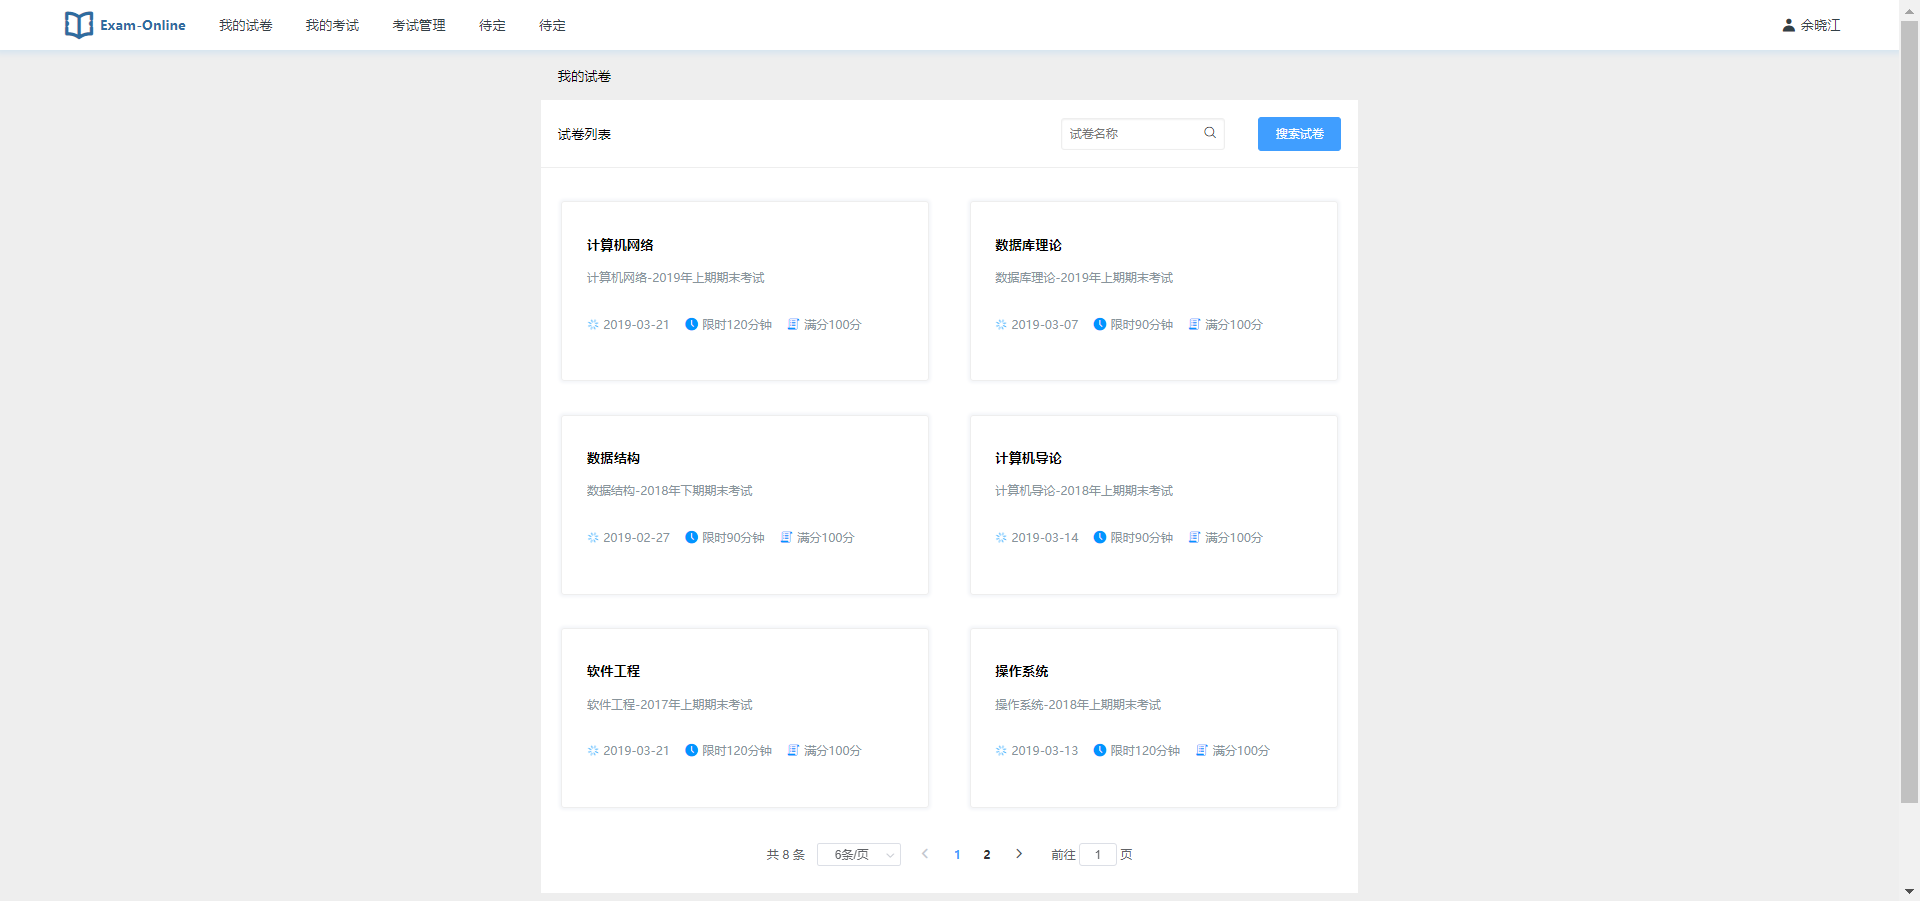 Exam-Online 我的试卷 我的考试 考试管理 待定 待定 余晓江
我的试卷
试卷列表 试卷名称 搜索试卷
计算机网络
计算机网络-2019年上期期末考试
2019-03-21 限时120分钟 满分100分
数据库理论
数据库理论-2019年上期期末考试
2019-03-07 限时90分钟 满分100分
数据结构
数据结构-2018年下期期末考试
2019-02-27 限时90分钟 满分100分
计算机导论
计算机导论-2018年上期期末考试
2019-03-14 限时90分钟 满分100分
软件工程
软件工程-2017年上期期末考试
2019-03-21 限时120分钟 满分100分
操作系统
操作系统-2018年上期期末考试
2019-03-13 限时120分钟 满分100分
共 8 条 6条/页 1 2 前往 1 页